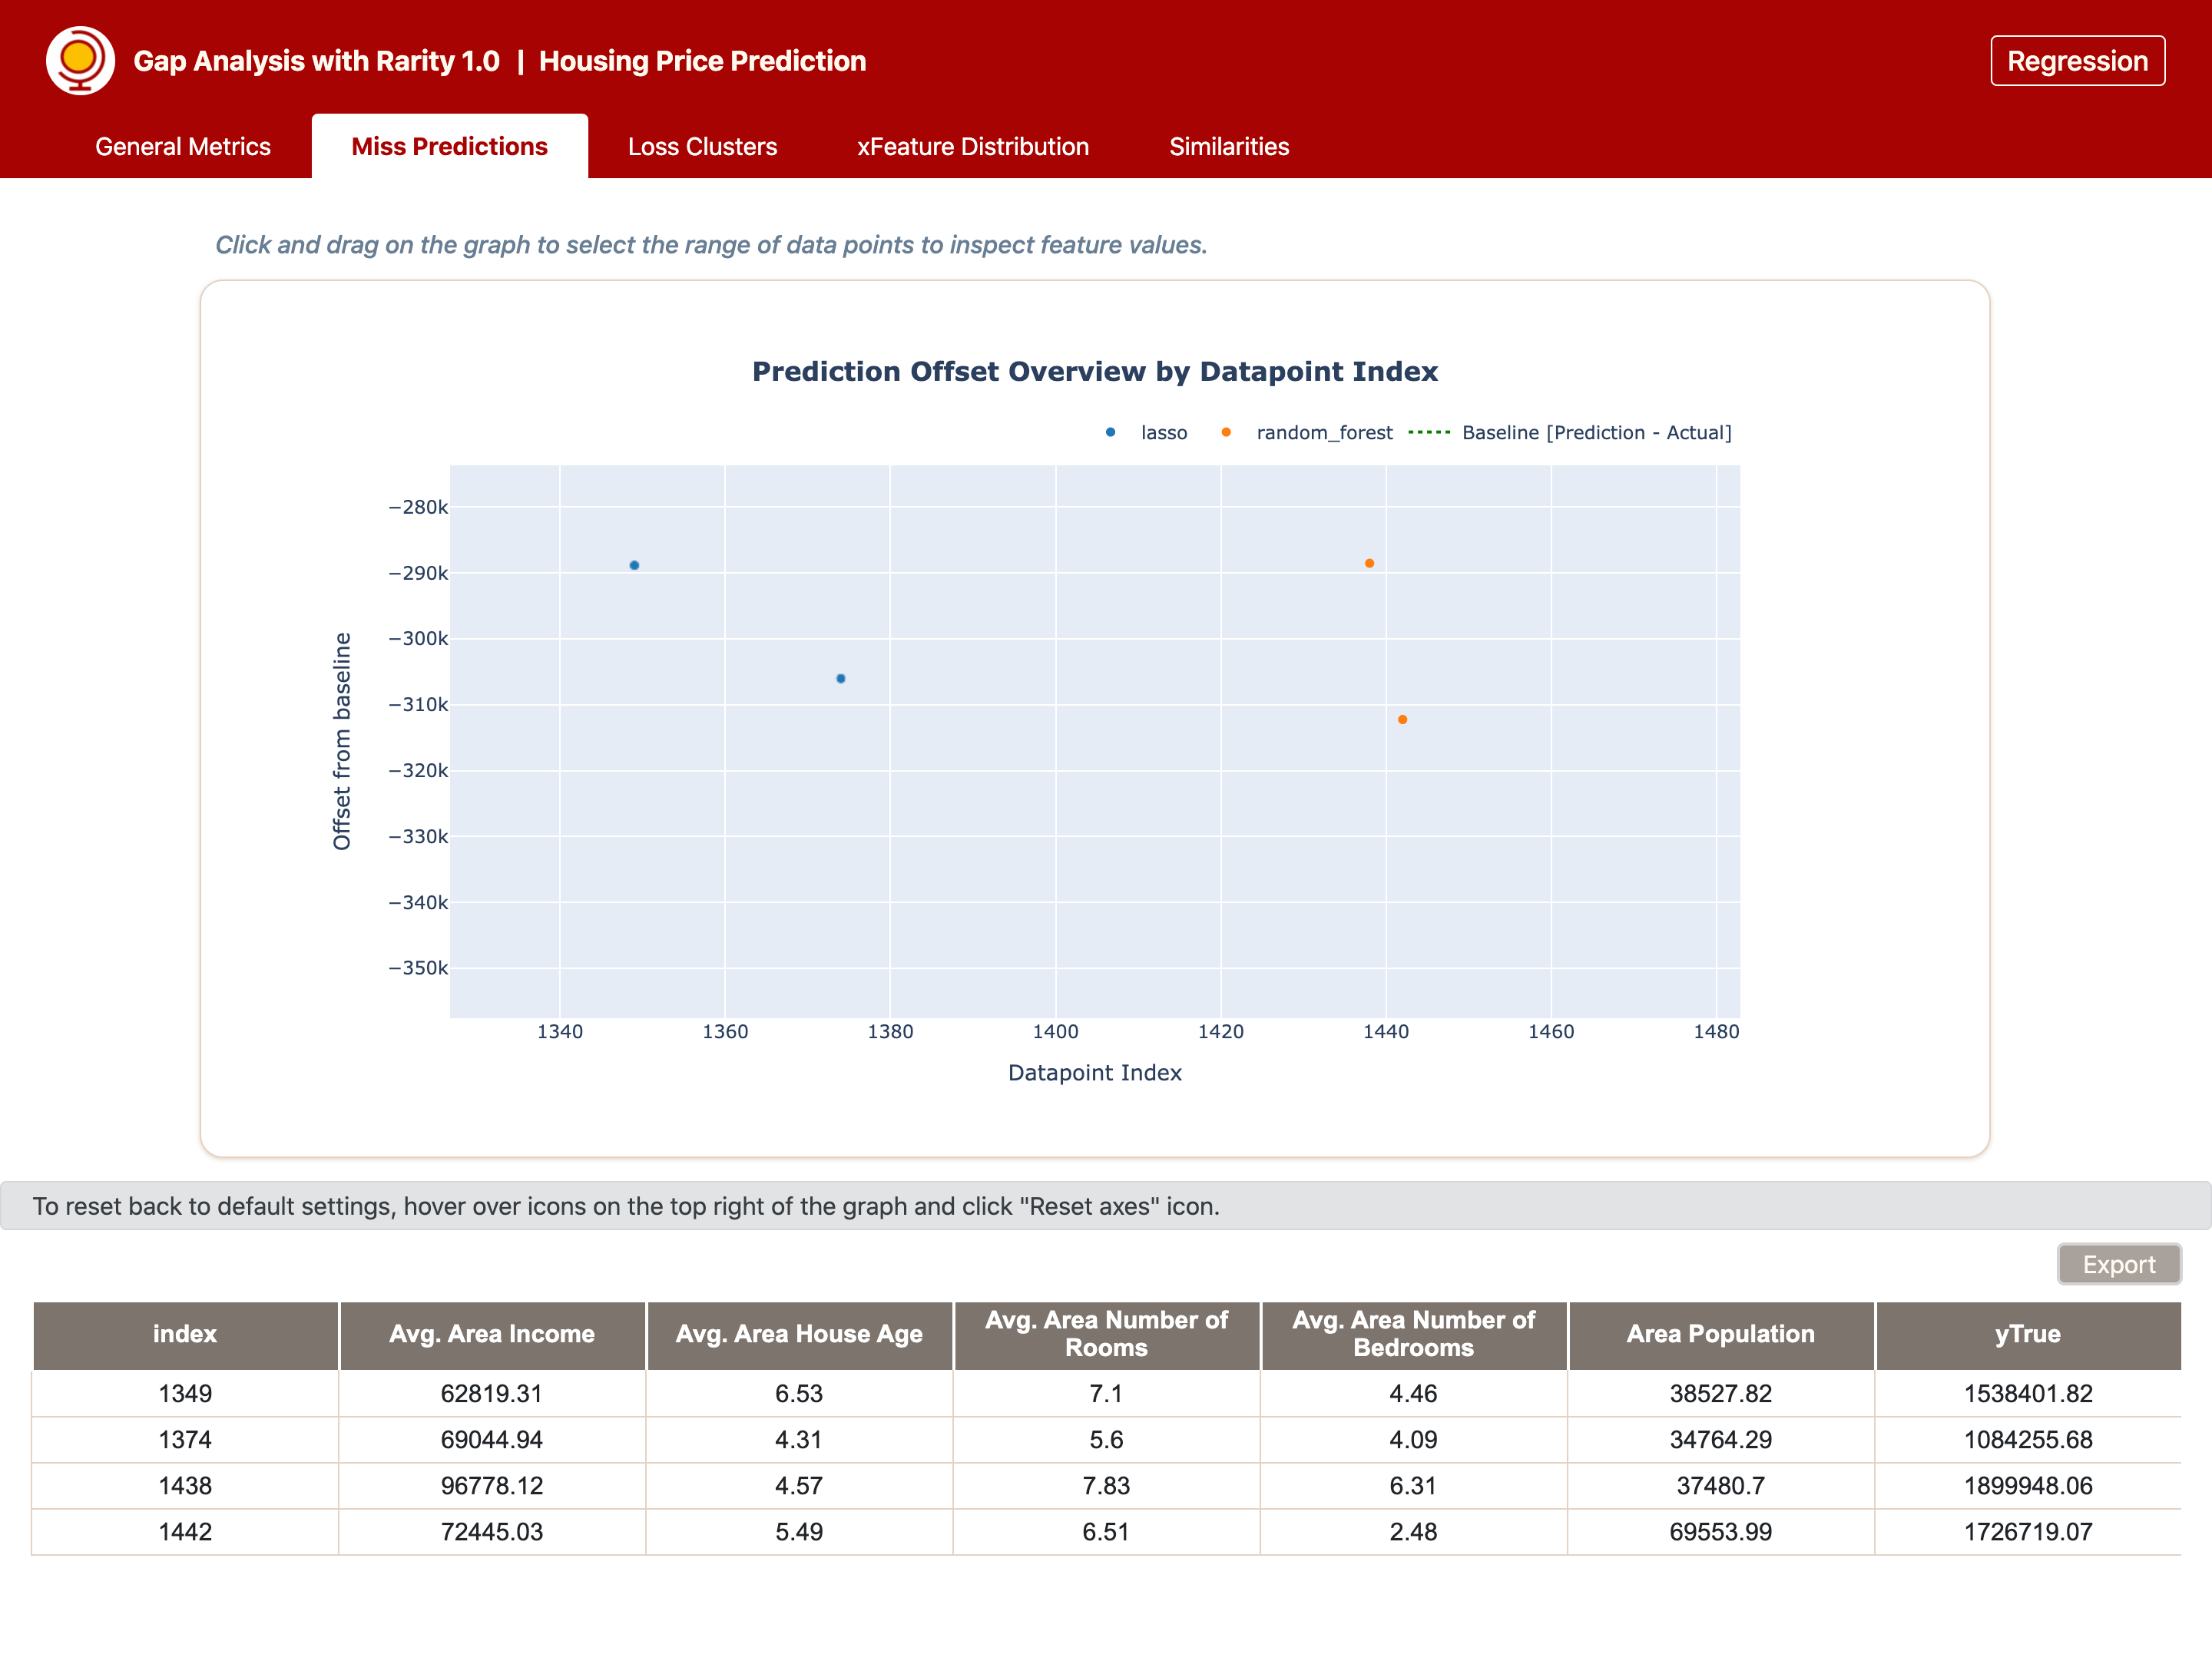 Gap Analysis with Rarity 1.0 | Housing Price Prediction
Regression
General Metrics
Miss Predictions
Loss Clusters
xFeature Distribution
Similarities
Click and drag on the graph to select the range of data points to inspect feature values.
Prediction Offset Overview by Datapoint Index
lasso
random_forest
Baseline [Prediction - Actual]
Offset from baseline
−280k
−290k
−300k
−310k
−320k
−330k
−340k
−350k
1340 1360 1380 1400 1420 1440 1460 1480
Datapoint Index
To reset back to default settings, hover over icons on the top right of the graph and click "Reset axes" icon.
Export
index Avg. Area Income Avg. Area House Age Avg. Area Number of Rooms Avg. Area Number of Bedrooms Area Population yTrue
1349 62819.31 6.53 7.1 4.46 38527.82 1538401.82
1374 69044.94 4.31 5.6 4.09 34764.29 1084255.68
1438 96778.12 4.57 7.83 6.31 37480.7 1899948.06
1442 72445.03 5.49 6.51 2.48 69553.99 1726719.07